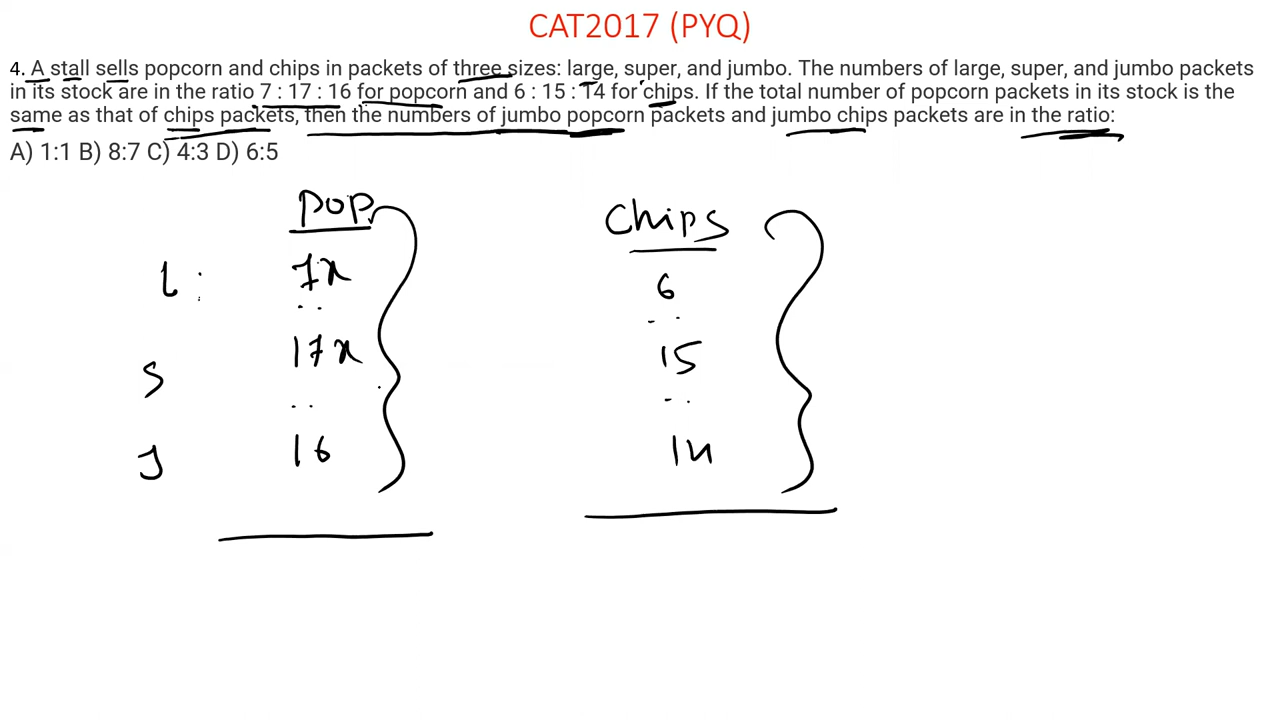 CAT2017 (PYQ)
4. A stall sells popcorn and chips in packets of three sizes: large, super, and jumbo. The numbers of large, super, and jumbo packets
in its stock are in the ratio 7 : 17 : 16 for popcorn and 6 : 15 : 14 for chips. If the total number of popcorn packets in its stock is the
same as that of chips packets, then the numbers of jumbo popcorn packets and jumbo chips packets are in the ratio:
A) 1:1 B) 8:7 C) 4:3 D) 6:5
pop chips
l : 7x 6
s 17x 15
J 16 14